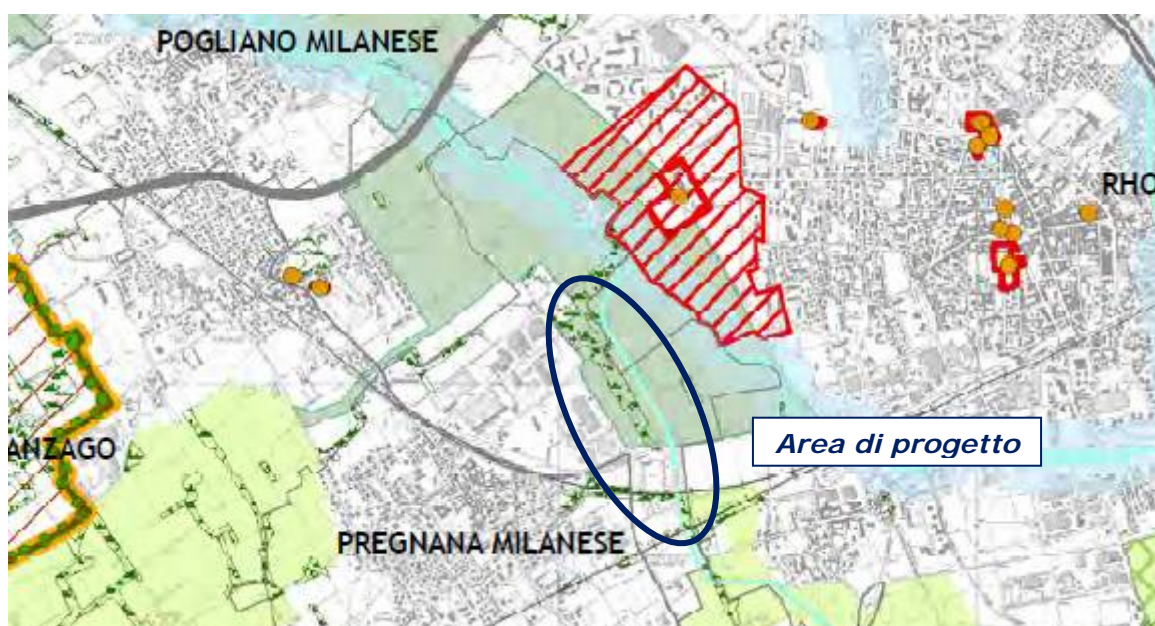 POGLIANO MILANESE
RHO
Area di progetto
ANZAGO
PREGNANA MILANESE